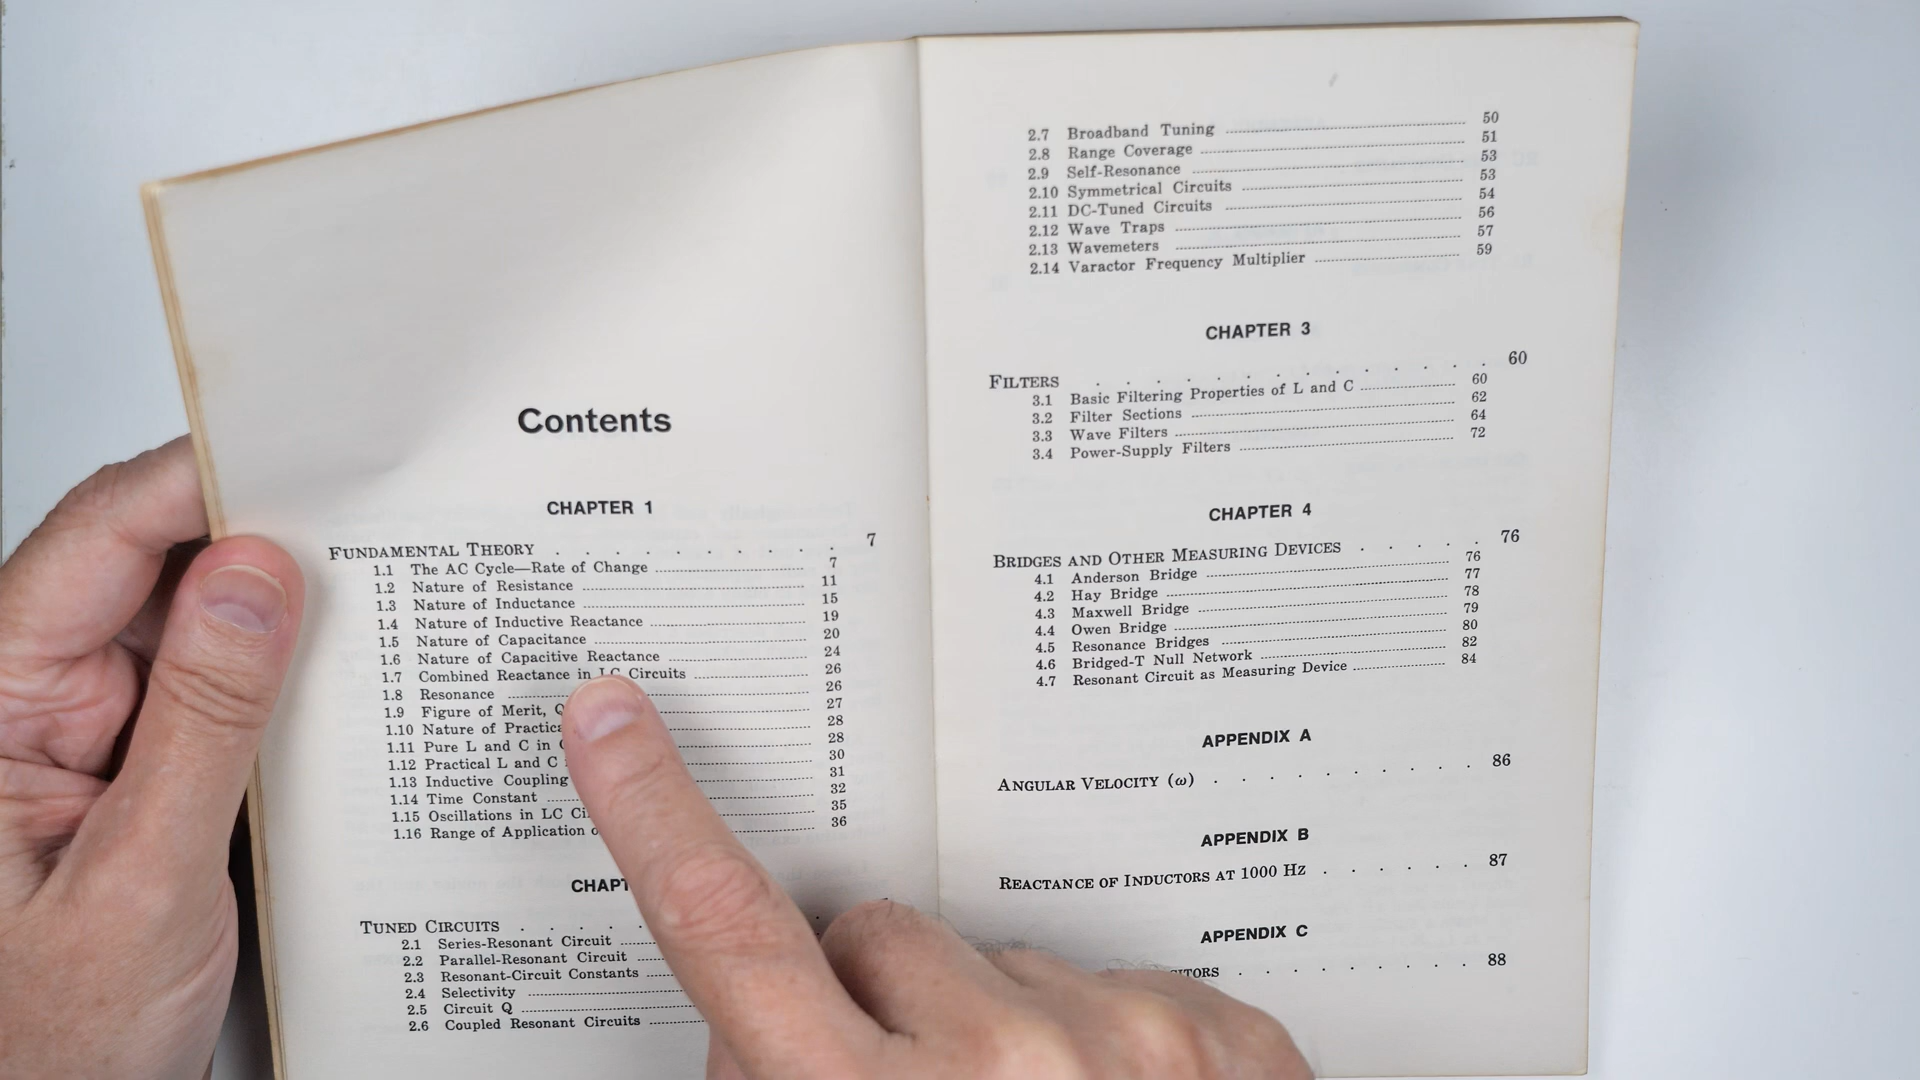 Contents
CHAPTER 1
FUNDAMENTAL THEORY . . . . . . . . . . 7
1.1 The AC Cycle—Rate of Change 7
1.2 Nature of Resistance 11
1.3 Nature of Inductance 15
1.4 Nature of Inductive Reactance 19
1.5 Nature of Capacitance 20
1.6 Nature of Capacitive Reactance 24
1.7 Combined Reactance in LC Circuits 26
1.8 Resonance 26
1.9 Figure of Merit, Q 27
1.10 Nature of 28
1.11 Pure L and C in 28
1.12 Practical L and C 30
1.13 Inductive Coupling 31
1.14 Time Constant 32
1.15 Oscillations in LC 35
1.16 Range of Application 36
TUNED CIRCUITS . . . .
2.1 Series-Resonant Circuit
2.2 Parallel-Resonant Circuit
2.3 Resonant-Circuit Constants
2.4 Selectivity
2.5 Circuit Q
2.6 Coupled Resonant Circuits
2.7 Broadband Tuning 50
2.8 Range Coverage 51
2.9 Self-Resonance 53
2.10 Symmetrical Circuits 53
2.11 DC-Tuned Circuits 54
2.12 Wave Traps 56
2.13 Wavemeters 57
2.14 Varactor Frequency Multiplier 59
CHAPTER 3
FILTERS . . . . . . . . . . . . . . 60
3.1 Basic Filtering Properties of L and C 60
3.2 Filter Sections 62
3.3 Wave Filters 64
3.4 Power-Supply Filters 72
CHAPTER 4
BRIDGES AND OTHER MEASURING DEVICES . . . . . 76
4.1 Anderson Bridge 76
4.2 Hay Bridge 77
4.3 Maxwell Bridge 78
4.4 Owen Bridge 79
4.5 Resonance Bridges 80
4.6 Bridged-T Null Network 82
4.7 Resonant Circuit as Measuring Device 84
APPENDIX A
ANGULAR VELOCITY (ω) . . . . . . . . . . 86
APPENDIX B
REACTANCE OF INDUCTORS AT 1000 Hz . . . . . . 87
APPENDIX C
. . . . . . . . . 88